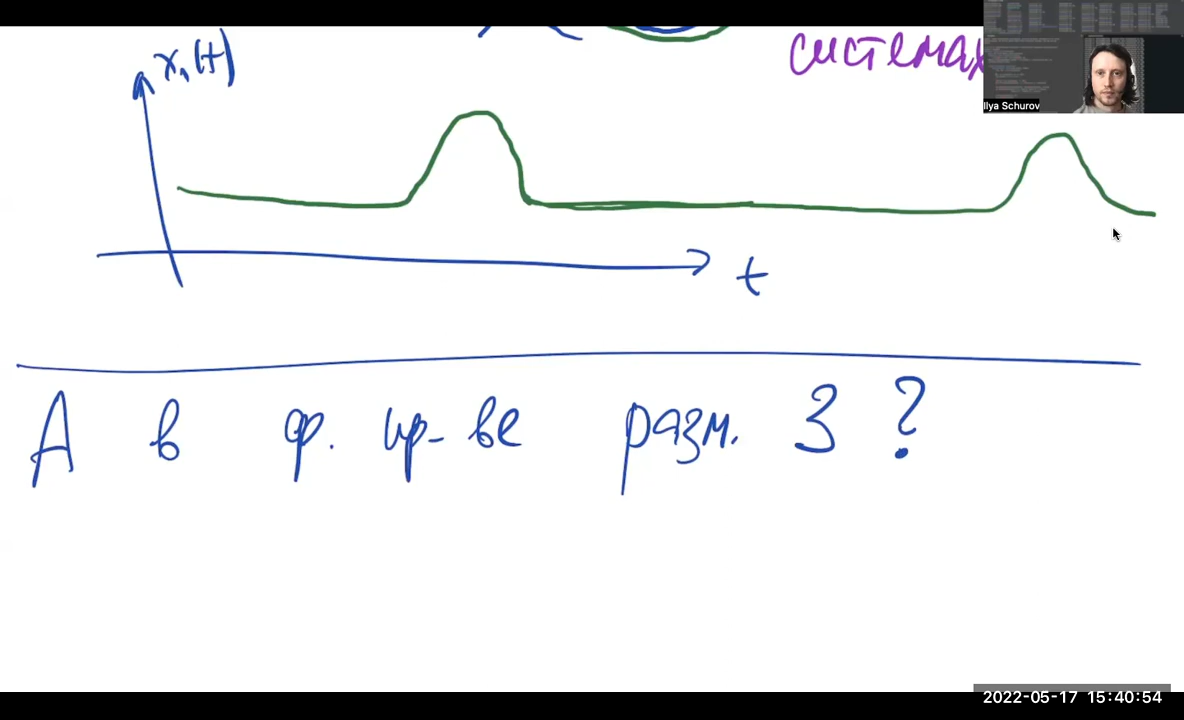 системах
x₁(t)
Ilya Schurov
t
А в ф. пр-ве разм. 3 ?
2022-05-17 15:40:54